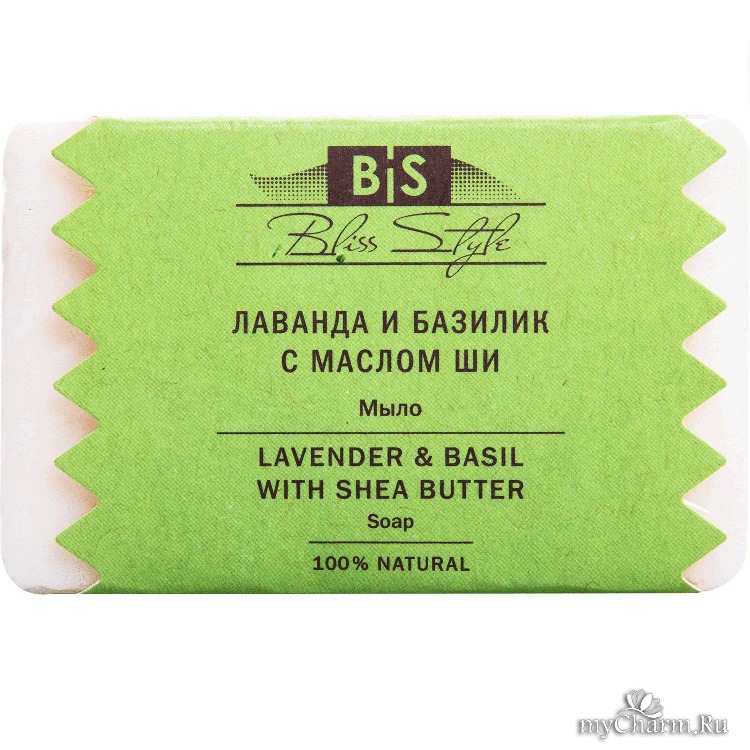 BiS
Bliss Style
ЛАВАНДА И БАЗИЛИК
С МАСЛОМ ШИ
Мыло
LAVENDER & BASIL
WITH SHEA BUTTER
Soap
100% NATURAL
myCharm.Ru